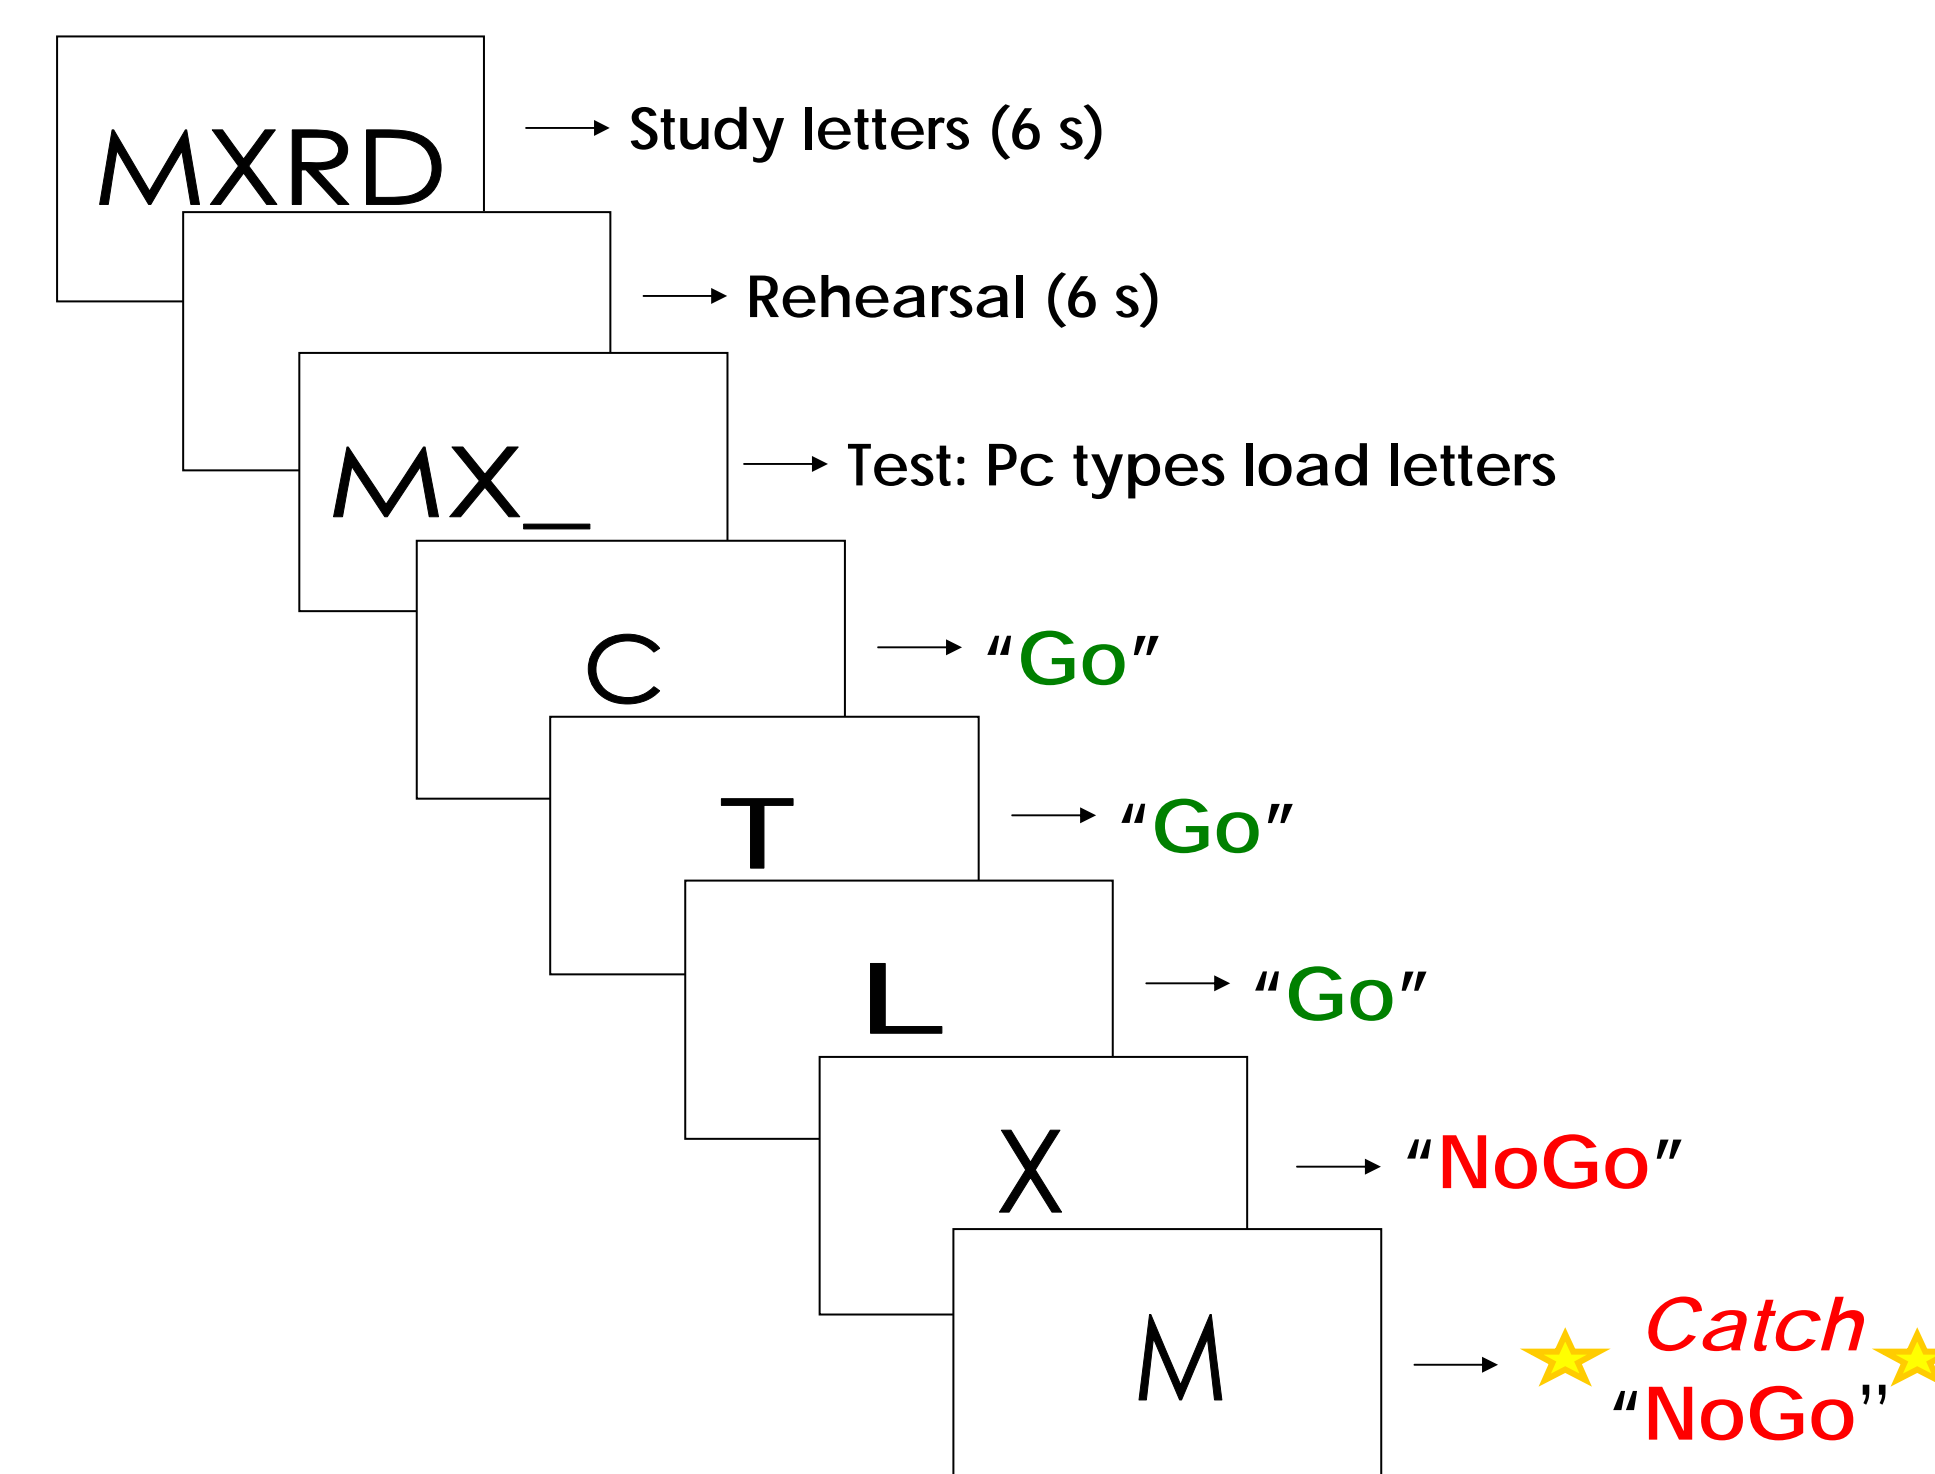 MXRD
Study letters (6 s)
Rehearsal (6 s)
MX_
Test: Pc types load letters
C
“Go”
T
“Go”
L
“Go”
X
“NoGo”
M
Catch
“NoGo”